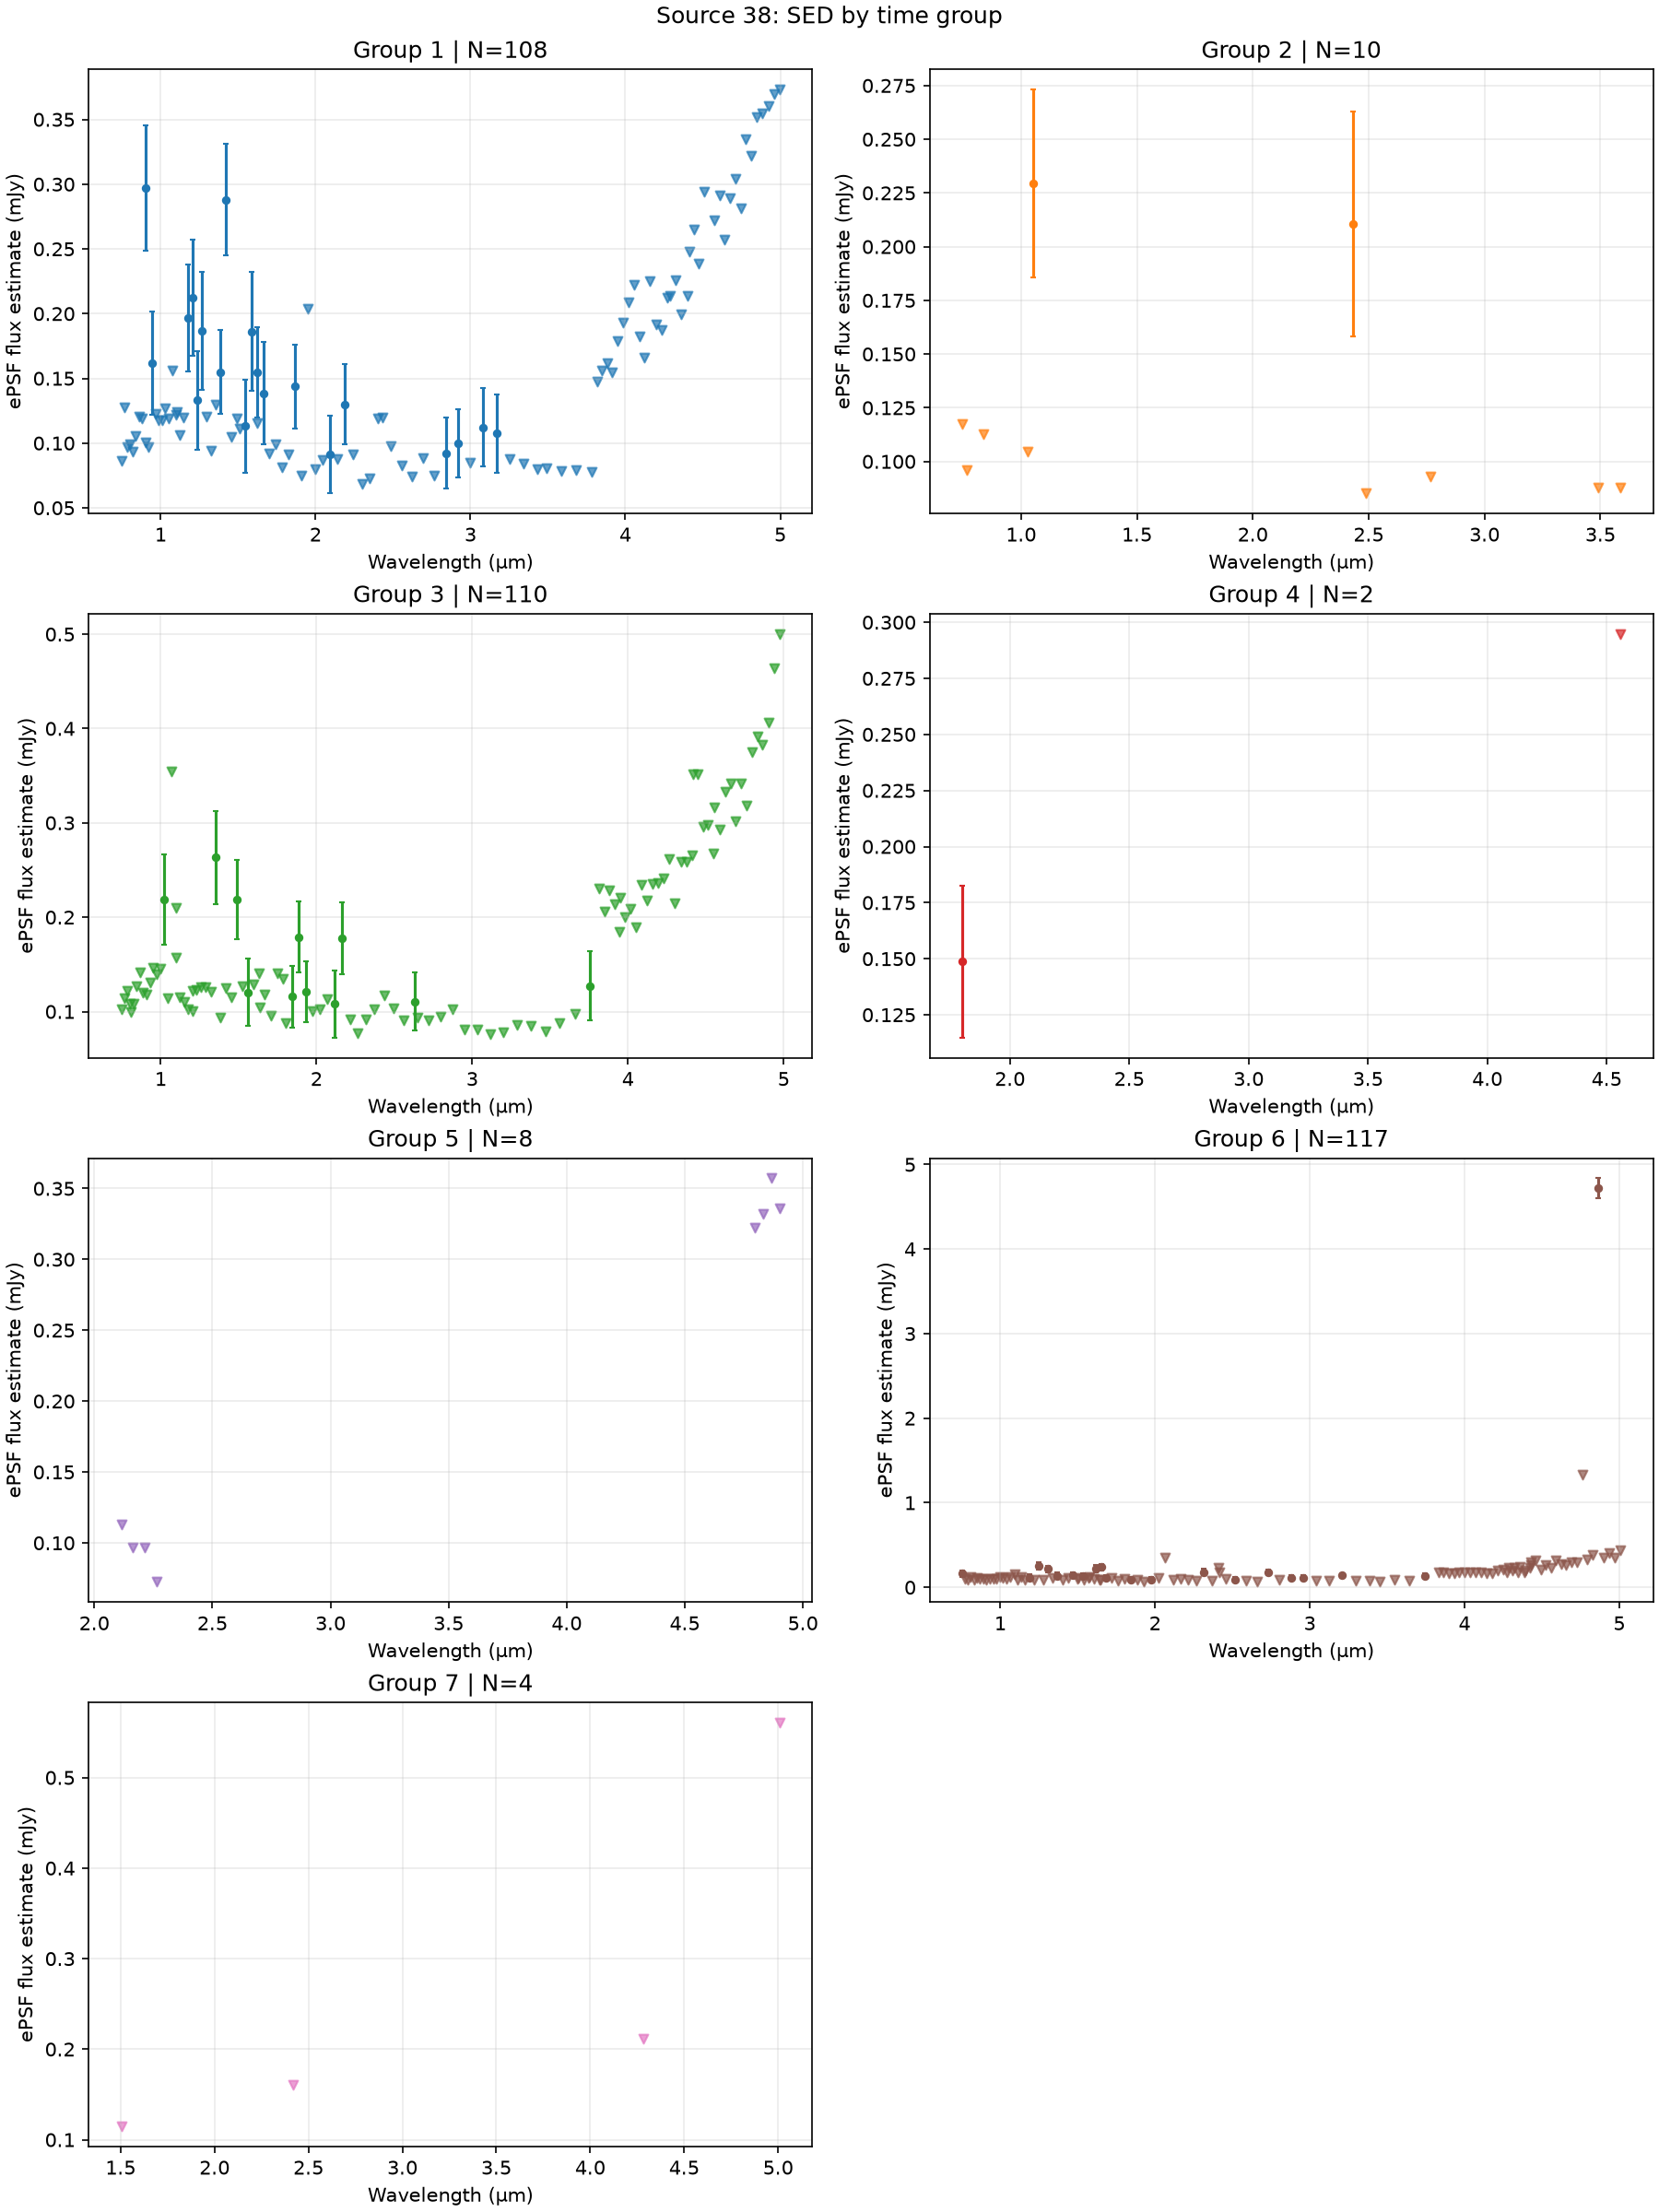 Source 38: SED by time group
Group 1 | N=108
ePSF flux estimate (mJy)
0.35
0.30
0.25
0.20
0.15
0.10
0.05
1 2 3 4 5
Wavelength (μm)
Group 2 | N=10
ePSF flux estimate (mJy)
0.275
0.250
0.225
0.200
0.175
0.150
0.125
0.100
1.0 1.5 2.0 2.5 3.0 3.5
Wavelength (μm)
Group 3 | N=110
ePSF flux estimate (mJy)
0.5
0.4
0.3
0.2
0.1
1 2 3 4 5
Wavelength (μm)
Group 4 | N=2
ePSF flux estimate (mJy)
0.300
0.275
0.250
0.225
0.200
0.175
0.150
0.125
2.0 2.5 3.0 3.5 4.0 4.5
Wavelength (μm)
Group 5 | N=8
ePSF flux estimate (mJy)
0.35
0.30
0.25
0.20
0.15
0.10
2.0 2.5 3.0 3.5 4.0 4.5 5.0
Wavelength (μm)
Group 6 | N=117
ePSF flux estimate (mJy)
5
4
3
2
1
0
1 2 3 4 5
Wavelength (μm)
Group 7 | N=4
ePSF flux estimate (mJy)
0.5
0.4
0.3
0.2
0.1
1.5 2.0 2.5 3.0 3.5 4.0 4.5 5.0
Wavelength (μm)